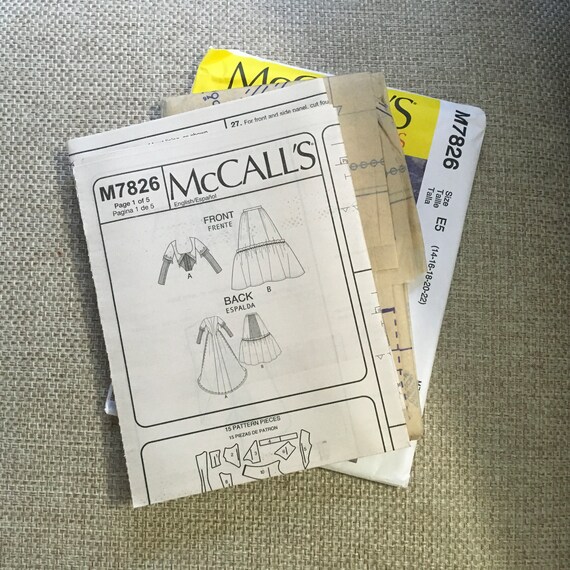 27. For front and side panel, cut
M7826
Page 1 of 5
Pagina 1 de 5
McCALL'S
English/Español
FRONT
FRENTE
A
B
BACK
ESPALDA
A
B
15 PATTERN PIECES
15 PIEZAS DE PATRON
10
M7826
Size
Taille
Talla
E5
(14-16-18-20-22)